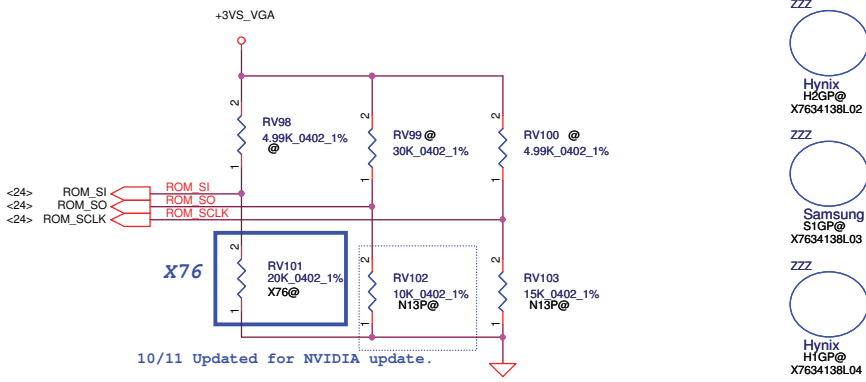 +3VS_VGA
2
RV98
4.99K_0402_1%
@
1
2
RV99 @
30K_0402_1%
1
2
RV100 @
4.99K_0402_1%
1
<24> ROM_SI ROM_SI
<24> ROM_SO ROM_SO
<24> ROM_SCLK ROM_SCLK
X76
2
RV101
20K_0402_1%
X76@
1
2
RV102
10K_0402_1%
N13P@
1
2
RV103
15K_0402_1%
N13P@
1
10/11 Updated for NVIDIA update.
ZZZ
Hynix
H2GP@
X7634138L02
ZZZ
Samsung
S1GP@
X7634138L03
ZZZ
Hynix
H1GP@
X7634138L04